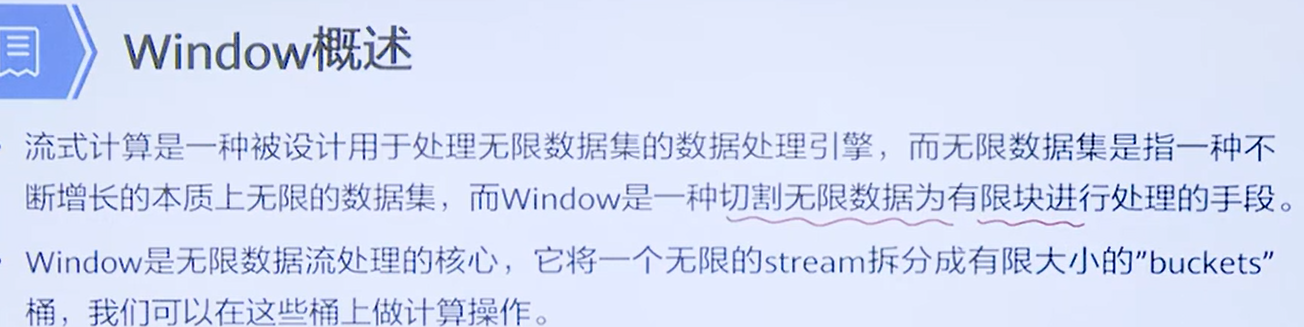 Window概述
流式计算是一种被设计用于处理无限数据集的数据处理引擎，而无限数据集是指一种不
断增长的本质上无限的数据集，而Window是一种切割无限数据为有限块进行处理的手段。
Window是无限数据流处理的核心，它将一个无限的stream拆分成有限大小的”buckets”
桶，我们可以在这些桶上做计算操作。